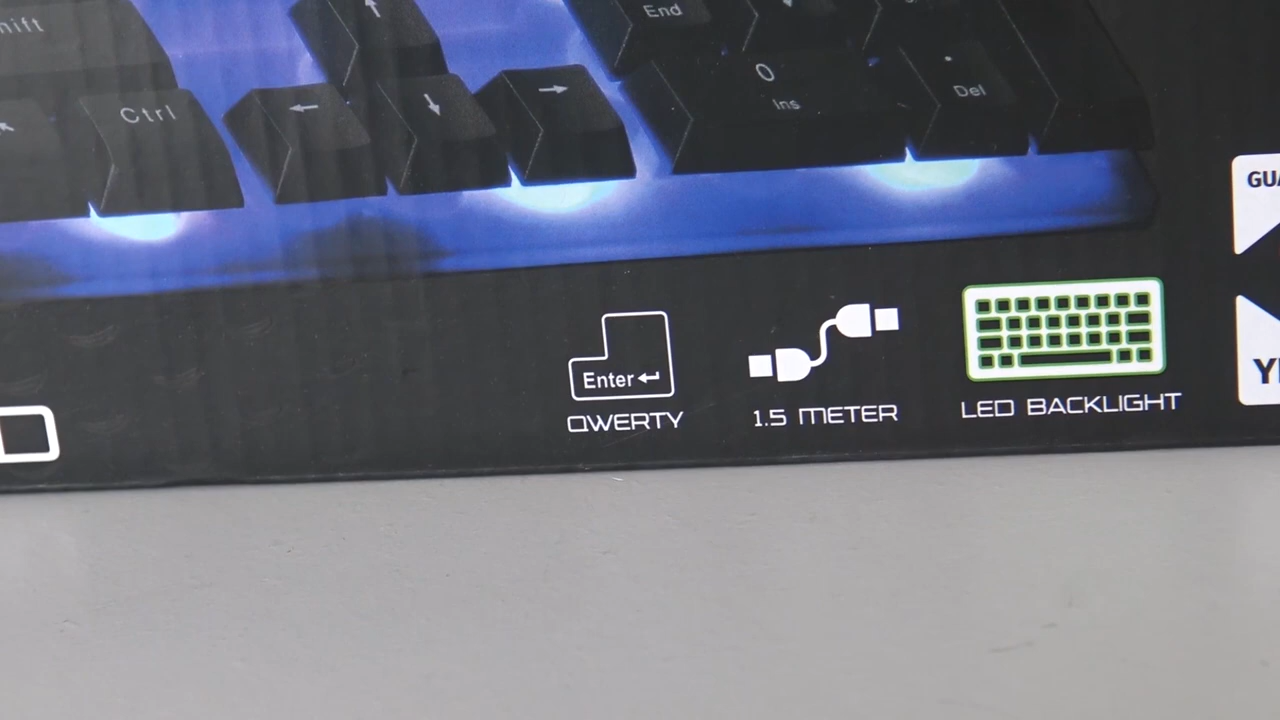 End
Ctrl
0
Ins
Del
Enter
QWERTY
1.5 METER
LED BACKLIGHT